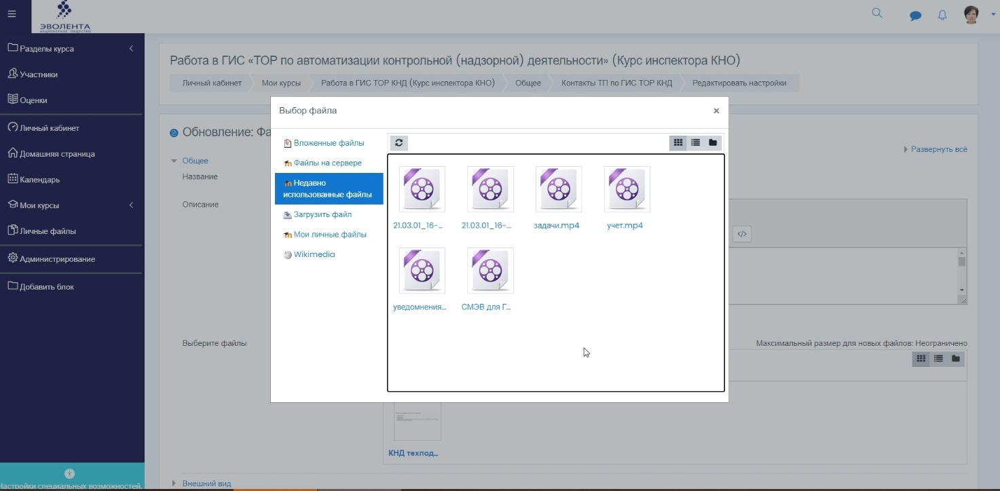 ЭВОЛЕНТА
АКЦИОНЕРНОЕ ОБЩЕСТВО
Разделы курса
Участники
Оценки
Личный кабинет
Домашняя страница
Календарь
Мои курсы
Личные файлы
Администрирование
Добавить блок
Настройки специальных возможностей.
Работа в ГИС «ТОР по автоматизации контрольной (надзорной) деятельности» (Курс инспектора КНО)
Личный кабинет
Мои курсы
Работа в ГИС ТОР КНД (Курс инспектора КНО)
Общее
Контакты ТП по ГИС ТОР КНД
Редактировать настройки
Обновление: Фа
Развернуть всё
Общее
Название
Описание
Выбор файла
×
Вложенные файлы
Файлы на сервере
Недавно
использованные файлы
Загрузить файл
Мои личные файлы
Wikimedia
21.03.01_16-...
21.03.01_16-...
задачи.mp4
учет.mp4
уведомнения...
СМЭВ для Г...
Выберите файлы
Максимальный размер для новых файлов: Неограничено
КНД техпод...
Внешний вид